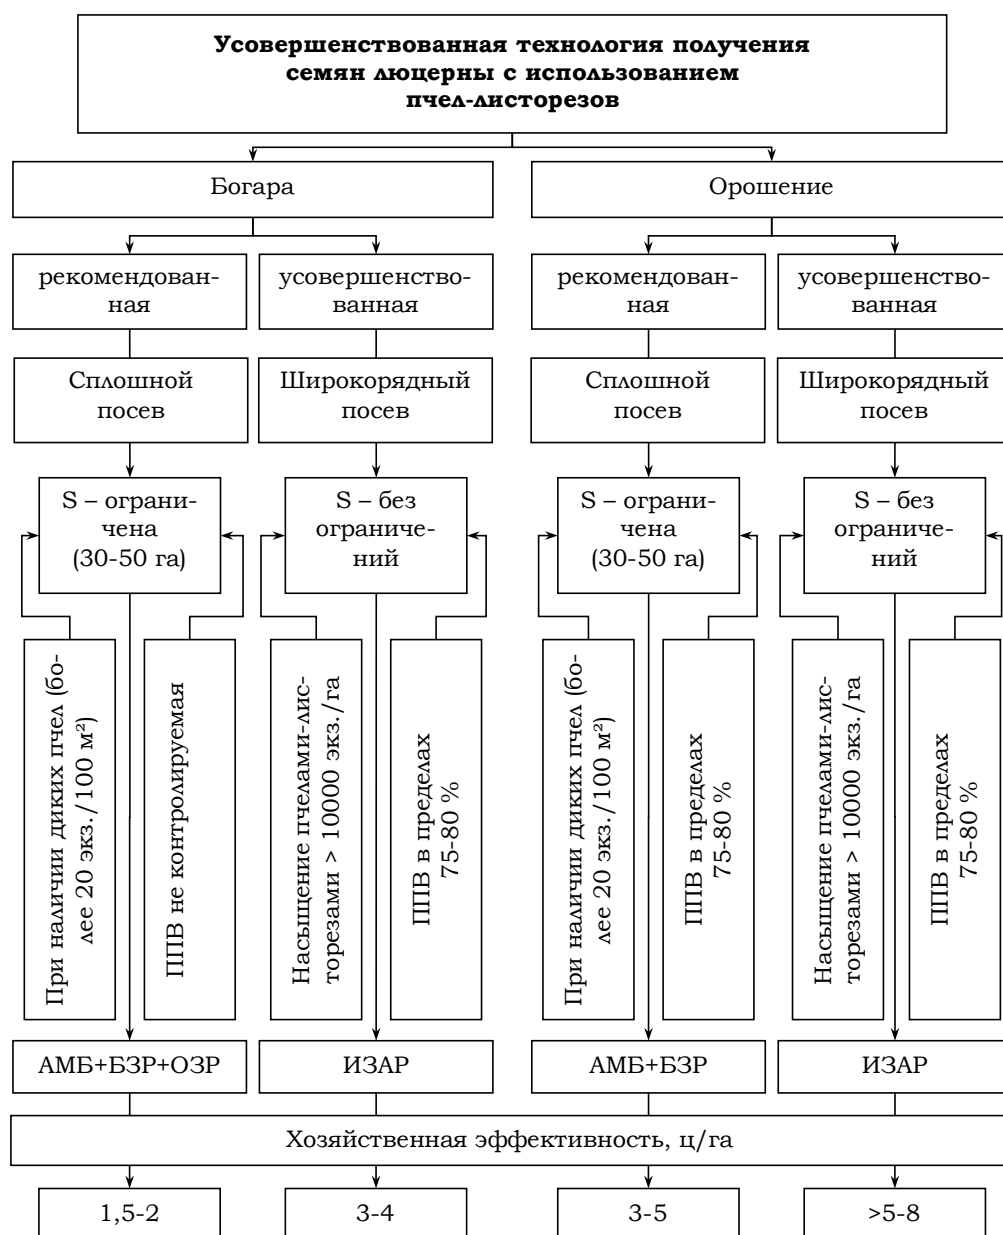 Усовершенствованная технология получения
семян люцерны с использованием
пчел-листорезов
Богара
Орошение
рекомендован-
ная
усовершенство-
ванная
рекомендован-
ная
усовершенство-
ванная
Сплошной
посев
Широкорядный
посев
Сплошной
посев
Широкорядный
посев
S – ограни-
чена
(30-50 га)
S – без
ограниче-
ний
S – ограни-
чена
(30-50 га)
S – без
ограниче-
ний
При наличии диких пчел (бо-
лее 20 экз./100 м²)
ППВ не контролируемая
Насыщение пчелами-лис-
торезами > 10000 экз./га
ППВ в пределах
75-80 %
При наличии диких пчел (бо-
лее 20 экз./100 м²)
ППВ в пределах
75-80 %
Насыщение пчелами-лис-
торезами > 10000 экз./га
ППВ в пределах
75-80 %
АМБ+БЗР+ОЗР
ИЗАР
АМБ+БЗР
ИЗАР
Хозяйственная эффективность, ц/га
1,5-2
3-4
3-5
>5-8